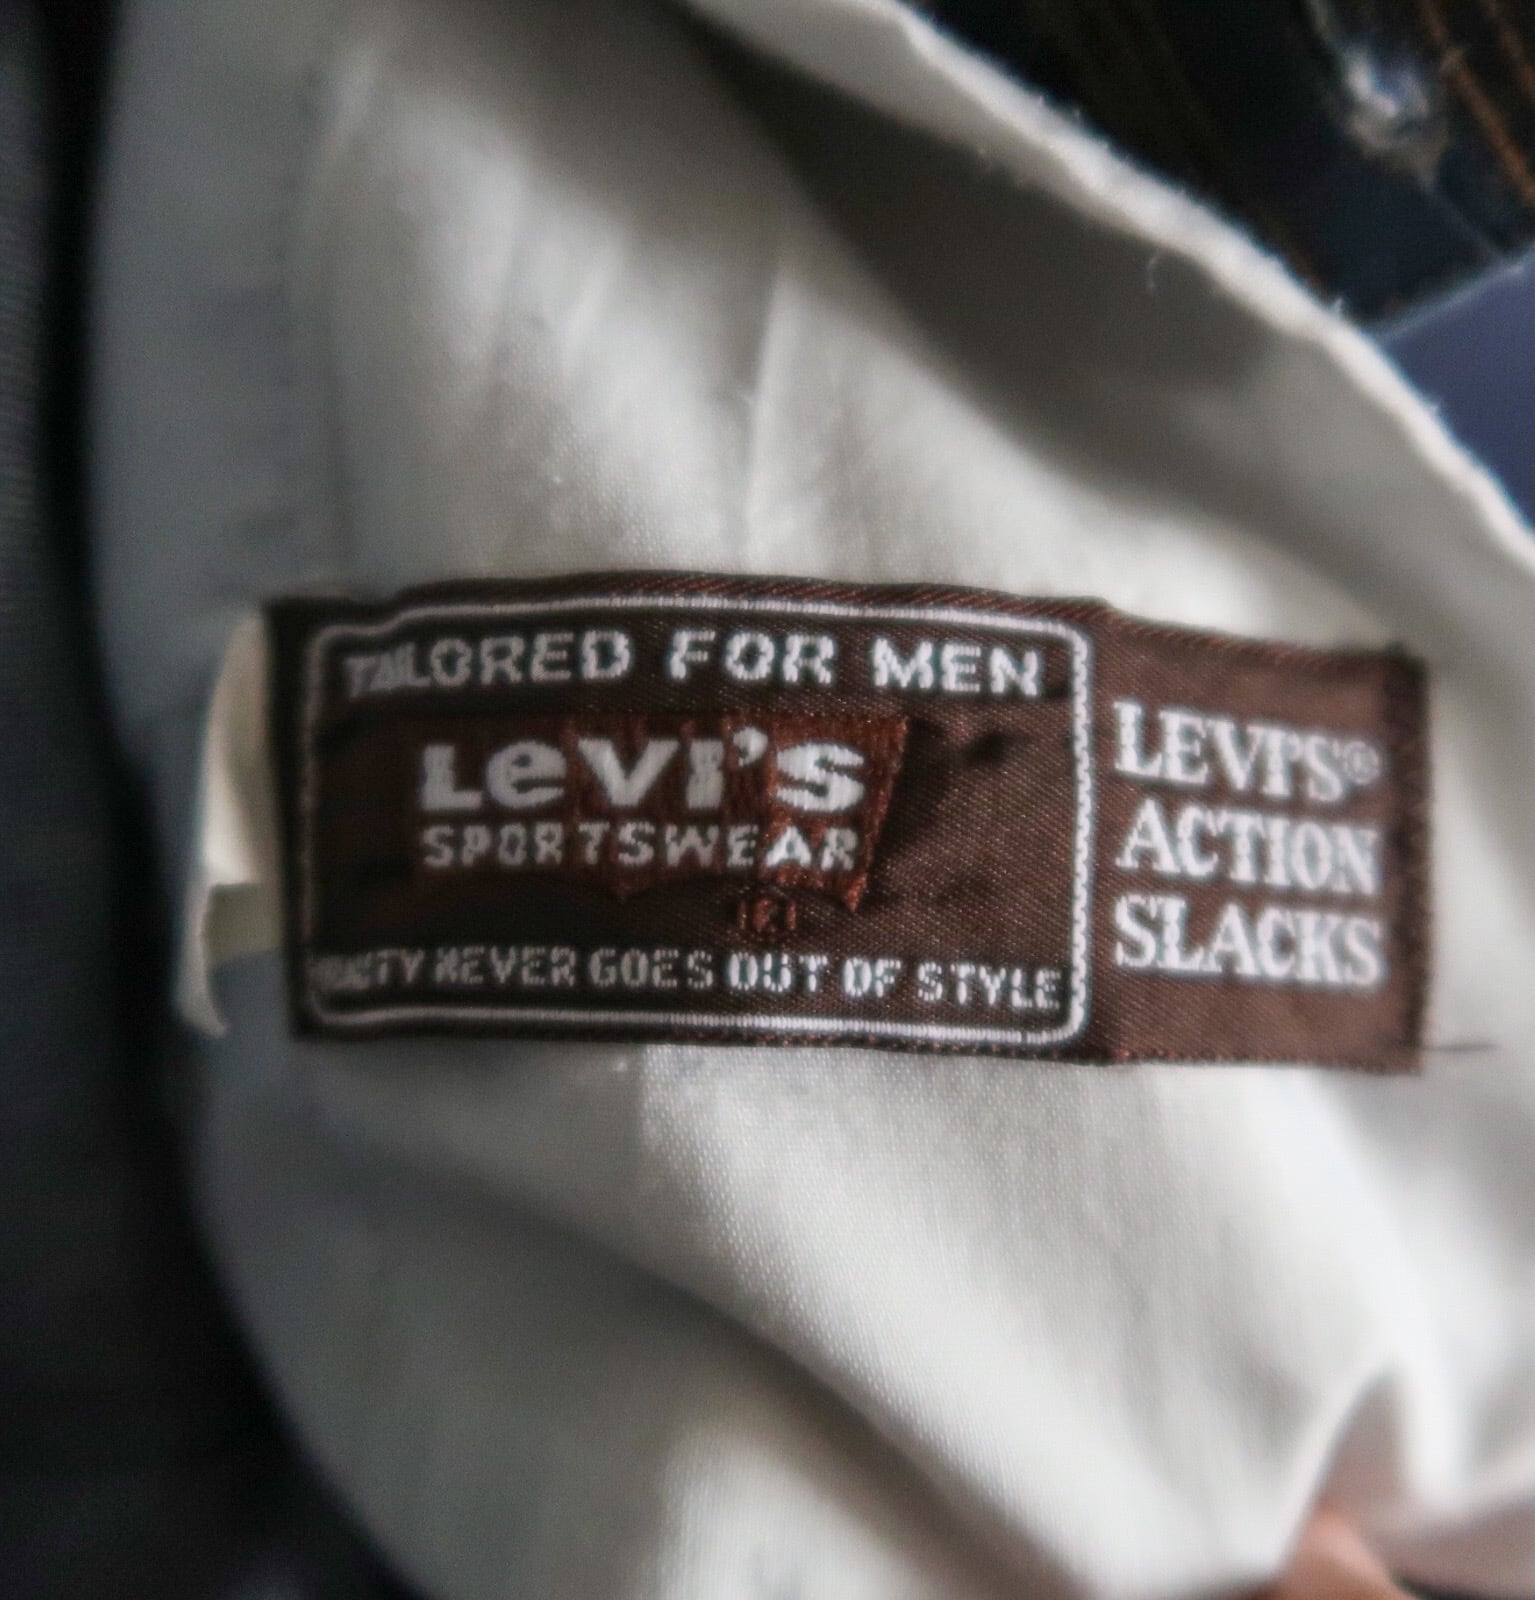 TAILORED FOR MEN
Levi's
SPORTSWEAR
NEVER GOES OUT OF STYLE
LEVI'S®
ACTION
SLACKS